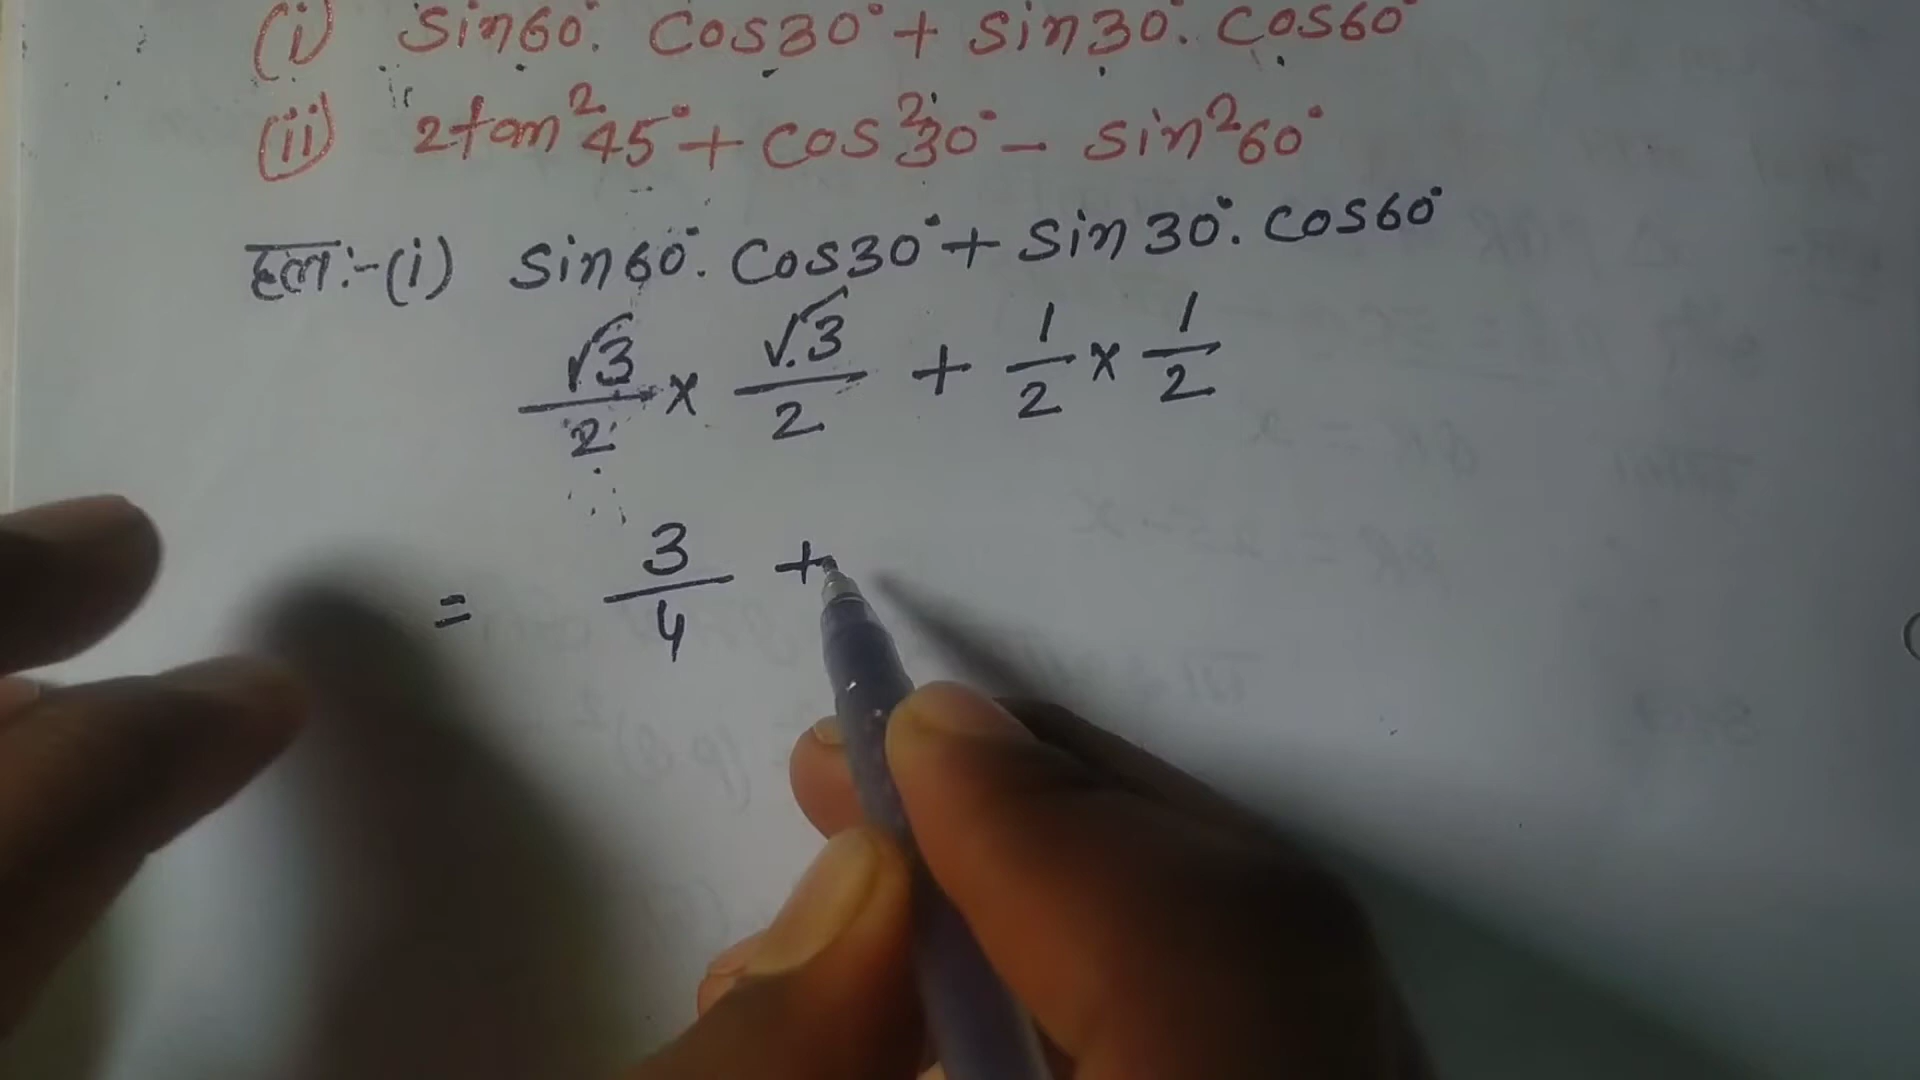 (i) Sin60°. Cos30° + Sin30°. Cos60°
(ii) 2tan²45° + Cos²30° - Sin²60°
हल:-(i) Sin60°. Cos30° + Sin30°. Cos60°
√3/2 × √3/2 + 1/2 × 1/2
= 3/4 +